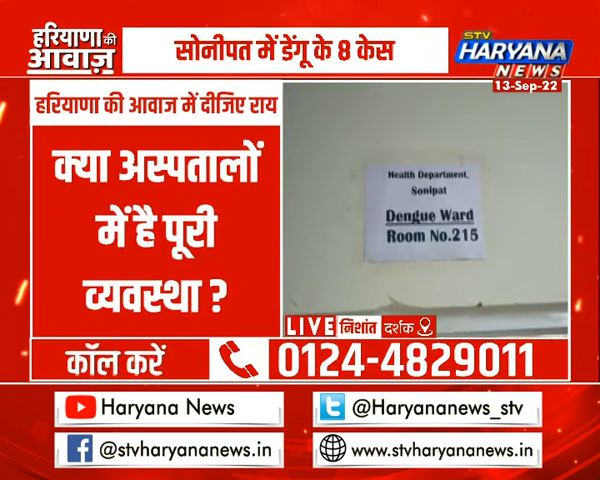 हरियाणा की
आवाज़
सोनीपत में डेंगू के 8 केस
STV
HARYANA
NEWS
13-Sep-22
हरियाणा की आवाज में दीजिए राय
क्या अस्पतालों
में है पूरी
व्यवस्था ?
Health Department,
Sonipat
Dengue Ward
Room No.215
LIVE निशांत दर्शक
कॉल करें 0124-4829011
Haryana News
@Haryananews_stv
@stvharyananews.in
www.stvharyananews.in